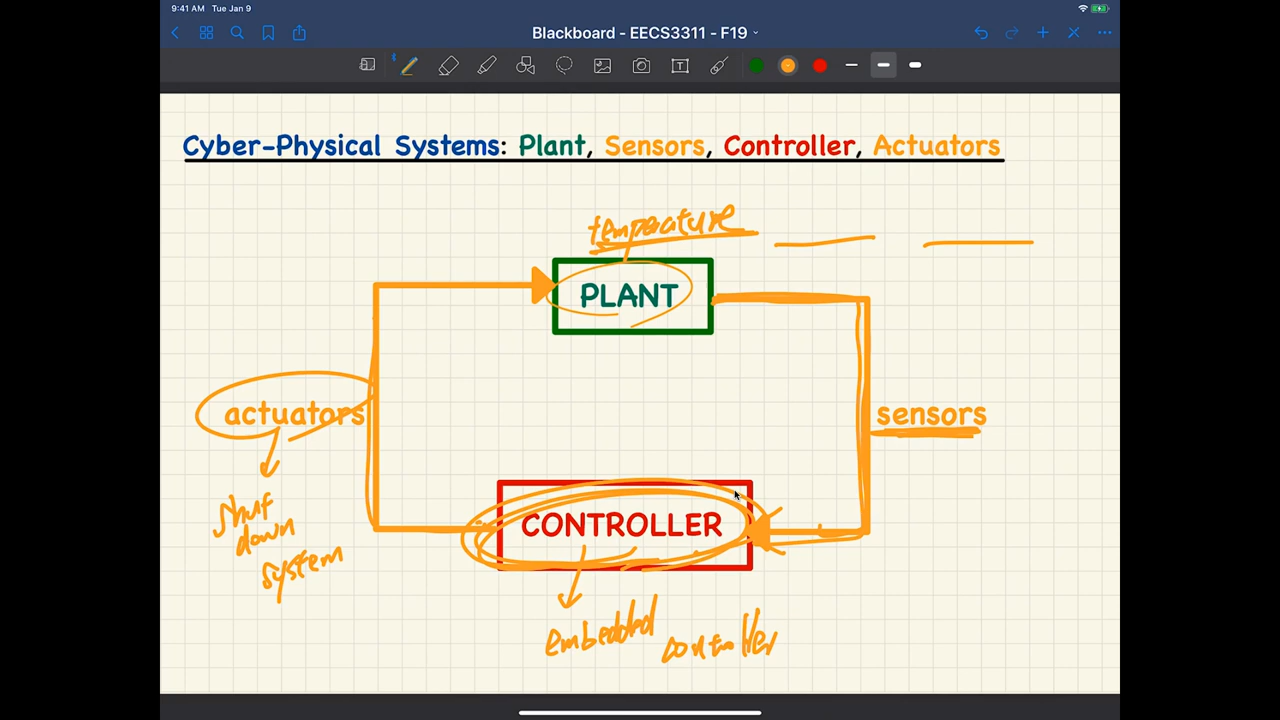 9:41 AM Tue Jan 9
Blackboard - EECS3311 - F19
Cyber-Physical Systems: Plant, Sensors, Controller, Actuators
temperature
PLANT
actuators
sensors
shut
down
system
CONTROLLER
embedded controller